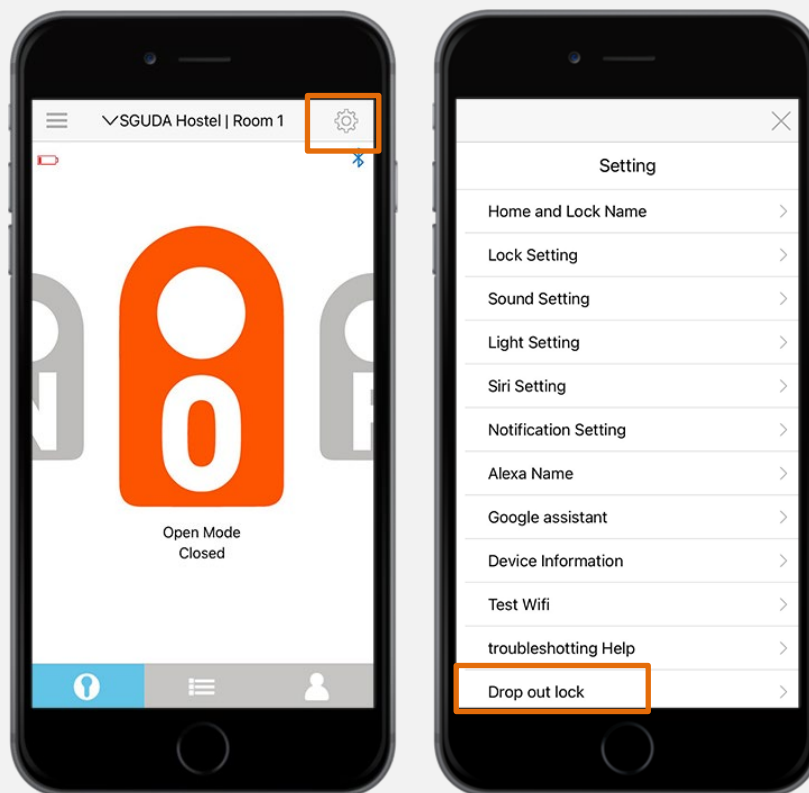 SGUDA Hostel | Room 1
N
O
Open Mode
Closed
Setting
Home and Lock Name
Lock Setting
Sound Setting
Light Setting
Siri Setting
Notification Setting
Alexa Name
Google assistant
Device Information
Test Wifi
troubleshotting Help
Drop out lock